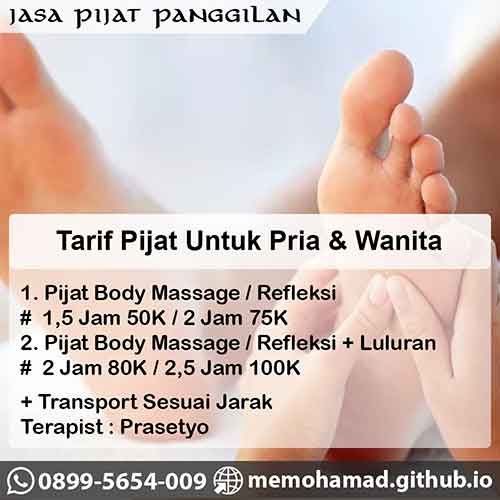 Jasa Pijat Panggilan
Tarif Pijat Untuk Pria & Wanita
1. Pijat Body Massage / Refleksi
# 1,5 Jam 50K / 2 Jam 75K
2. Pijat Body Massage / Refleksi + Luluran
# 2 Jam 80K / 2,5 Jam 100K
+ Transport Sesuai Jarak
Terapist : Prasetyo
0899-5654-009 memohamad.github.io